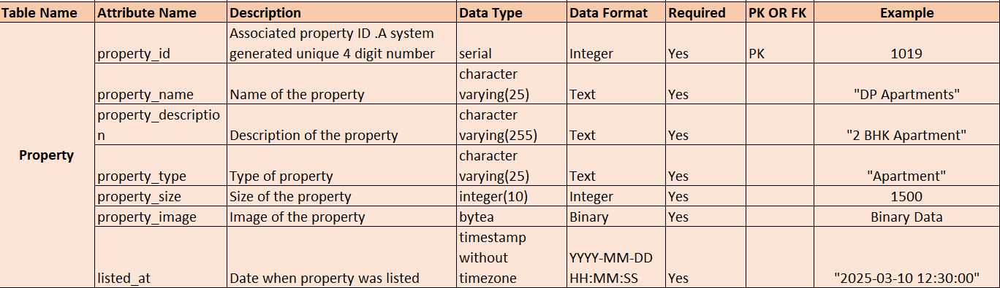 Table Name Attribute Name Description Data Type Data Format Required PK OR FK Example
Property
property_id Associated property ID .A system
generated unique 4 digit number serial Integer Yes PK 1019
property_name Name of the property character
varying(25) Text Yes "DP Apartments"
property_descriptio
n Description of the property character
varying(255) Text Yes "2 BHK Apartment"
property_type Type of property character
varying(25) Text Yes "Apartment"
property_size Size of the property integer(10) Integer Yes 1500
property_image Image of the property bytea Binary Yes Binary Data
listed_at Date when property was listed timestamp
without
timezone YYYY-MM-DD
HH:MM:SS Yes "2025-03-10 12:30:00"